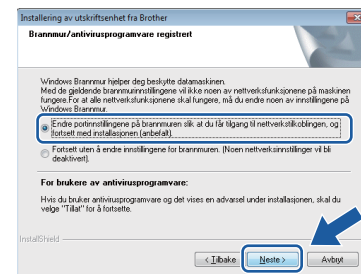 Installering av utskriftsenhet fra Brother
Brannmur/antivirusprogramvare registrert
Windows Brannmur hjelper deg beskytte datamaskinen.
Med de gjeldende brannmurinnstillingene vil ikke noen av nettverksfunksjonene på maskinen
fungere.For at alle nettverksfunksjonene skal fungere, må du endre noen av innstillingene på
Windows Brannmur.
Endre portinnstillingene på brannmuren slik at du får tilgang til nettverkstilkoblingen, og
fortsett med installasjonen (anbefalt).
Fortsett uten å endre innstillingene for brannmuren. (Noen nettverksinnstillinger vil bli
deaktivert).
For brukere av antivirusprogramvare:
Hvis du bruker antivirusprogramvare og det vises en advarsel under installasjonen, skal du
velge "Tillat" for å fortsette.
InstallShield
< Tilbake
Neste >
Avbryt